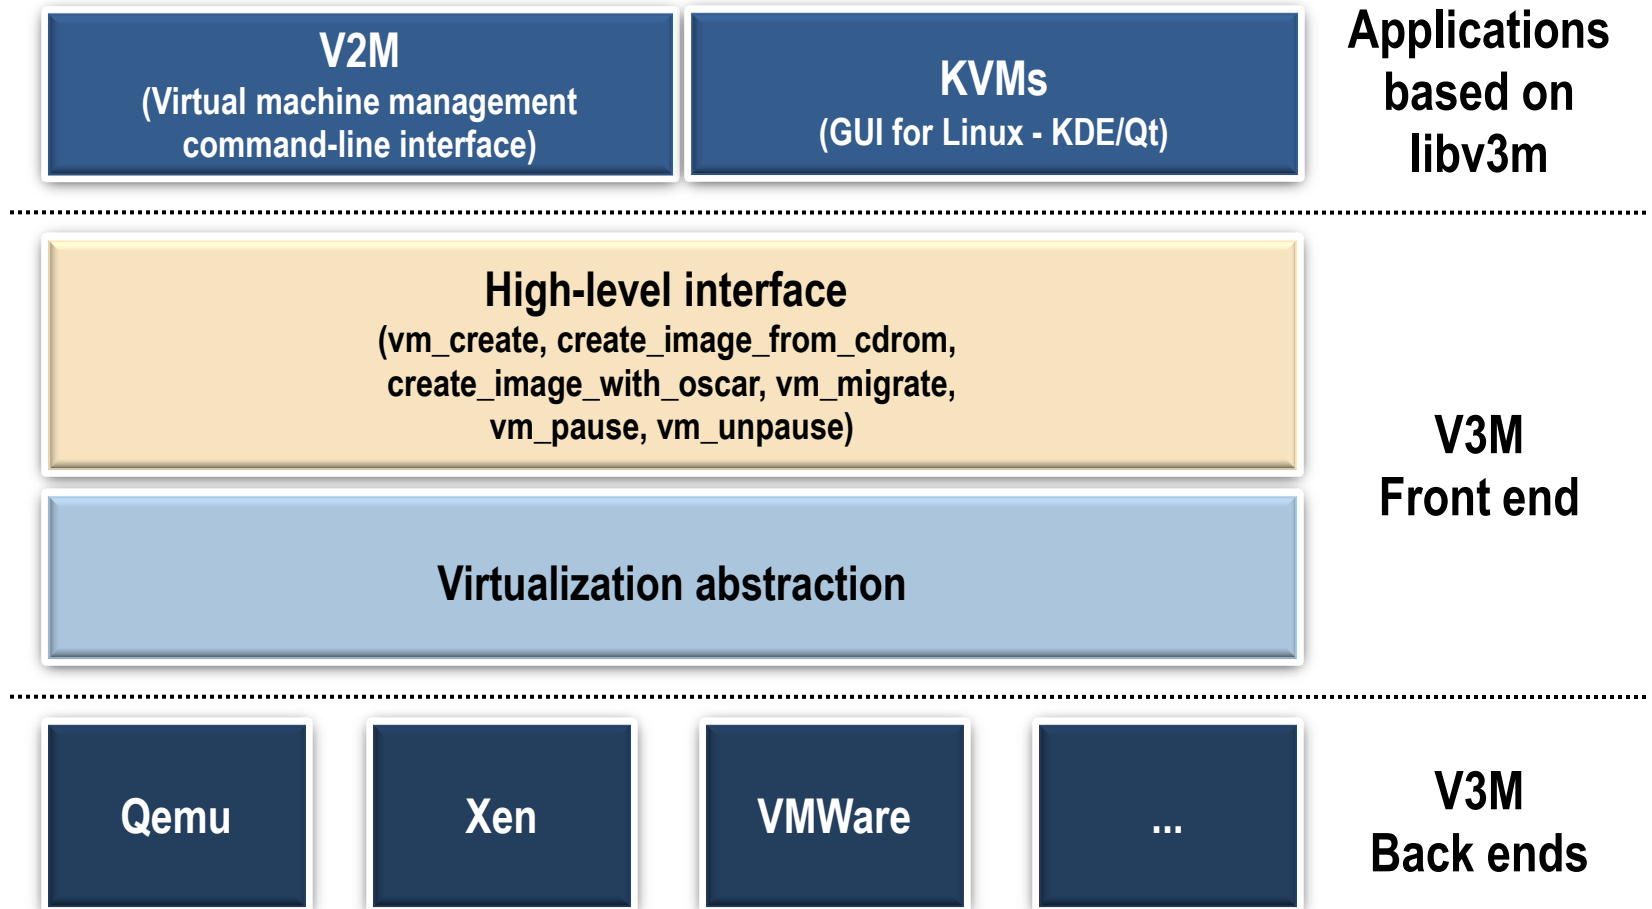 V2M
(Virtual machine management
command-line interface)
KVMs
(GUI for Linux - KDE/Qt)
Applications
based on
libv3m
High-level interface
(vm_create, create_image_from_cdrom,
create_image_with_oscar, vm_migrate,
vm_pause, vm_unpause)
Virtualization abstraction
V3M
Front end
Qemu
Xen
VMWare
...
V3M
Back ends